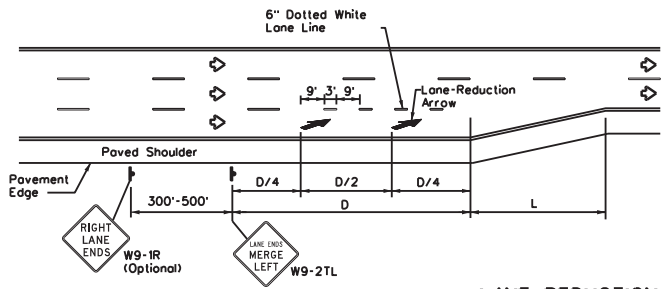 6" Dotted White
Lane Line
9' 3' 9'
Lane-Reduction
Arrow
Paved Shoulder
Pavement
Edge
D/4 D/2 D/4
300'-500' D L
RIGHT
LANE
ENDS
W9-1R
(Optional)
LANE ENDS
MERGE
LEFT
W9-2TL